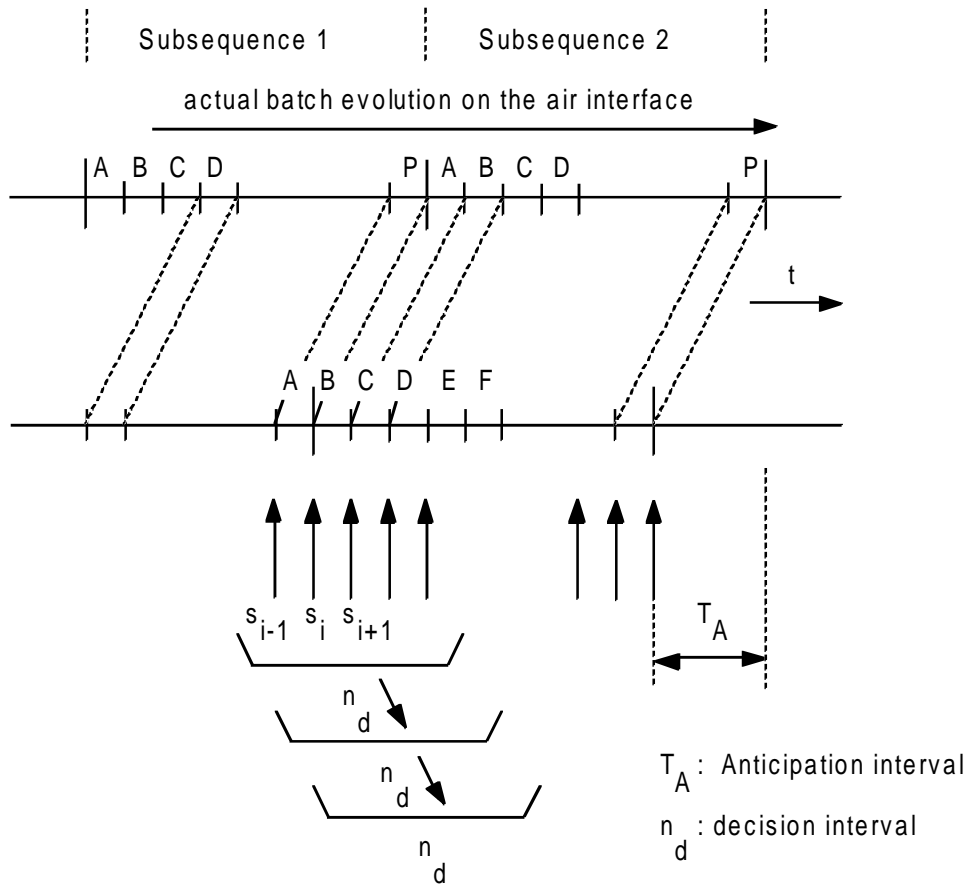 Subsequence 1 Subsequence 2
actual batch evolution on the air interface
A B C D P A B C D P
t
A B C D E F
s i-1 s i s i+1
T A
n d
n d
n d
T A : Anticipation interval
n d : decision interval